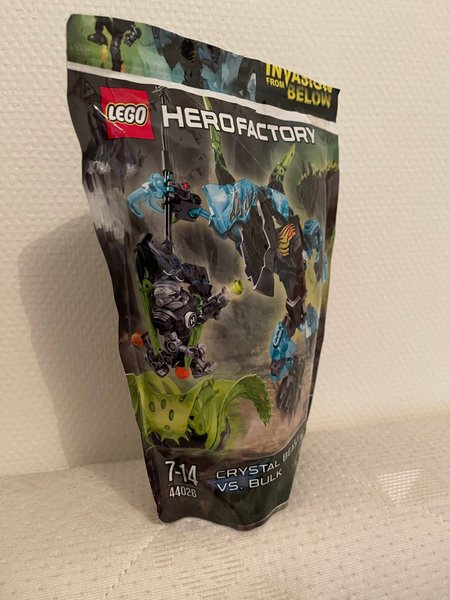 INVASION
FROM BELOW
LEGO
HEROFACTORY
7-14
44026
CRYSTAL BEAST
VS. BULK